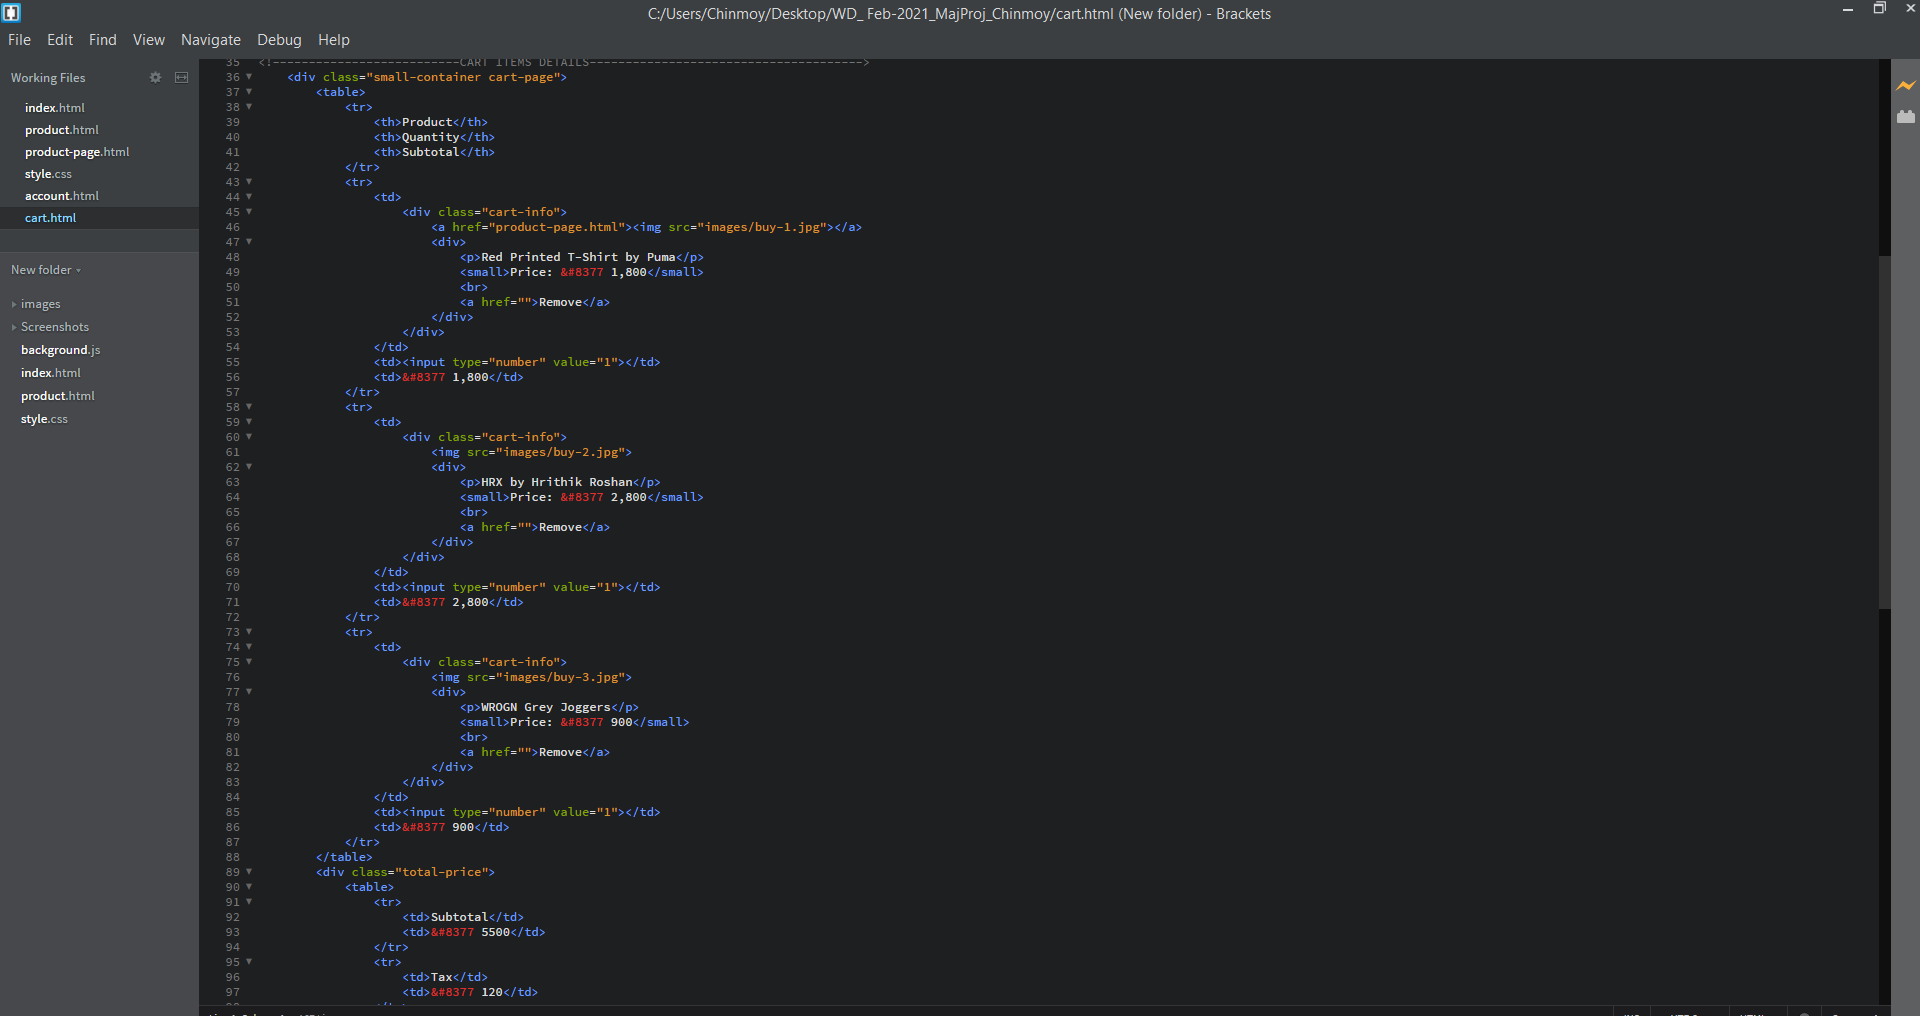 C:/Users/Chinmoy/Desktop/WD_ Feb-2021_MajProj_Chinmoy/cart.html (New folder) - Brackets
File Edit Find View Navigate Debug Help
Working Files
index.html
product.html
product-page.html
style.css
account.html
cart.html
New folder
images
Screenshots
background.js
index.html
product.html
style.css
35 <!--------------------------CART ITEMS DETAILS-------------------------------------->
36 <div class="small-container cart-page">
37 <table>
38 <tr>
39 <th>Product</th>
40 <th>Quantity</th>
41 <th>Subtotal</th>
42 </tr>
43 <tr>
44 <td>
45 <div class="cart-info">
46 <a href="product-page.html"><img src="images/buy-1.jpg"></a>
47 <div>
48 <p>Red Printed T-Shirt by Puma</p>
49 <small>Price: &#8377 1,800</small>
50 <br>
51 <a href="">Remove</a>
52 </div>
53 </div>
54 </td>
55 <td><input type="number" value="1"></td>
56 <td>&#8377 1,800</td>
57 </tr>
58 <tr>
59 <td>
60 <div class="cart-info">
61 <img src="images/buy-2.jpg">
62 <div>
63 <p>HRX by Hrithik Roshan</p>
64 <small>Price: &#8377 2,800</small>
65 <br>
66 <a href="">Remove</a>
67 </div>
68 </div>
69 </td>
70 <td><input type="number" value="1"></td>
71 <td>&#8377 2,800</td>
72 </tr>
73 <tr>
74 <td>
75 <div class="cart-info">
76 <img src="images/buy-3.jpg">
77 <div>
78 <p>WROGN Grey Joggers</p>
79 <small>Price: &#8377 900</small>
80 <br>
81 <a href="">Remove</a>
82 </div>
83 </div>
84 </td>
85 <td><input type="number" value="1"></td>
86 <td>&#8377 900</td>
87 </tr>
88 </table>
89 <div class="total-price">
90 <table>
91 <tr>
92 <td>Subtotal</td>
93 <td>&#8377 5500</td>
94 </tr>
95 <tr>
96 <td>Tax</td>
97 <td>&#8377 120</td>